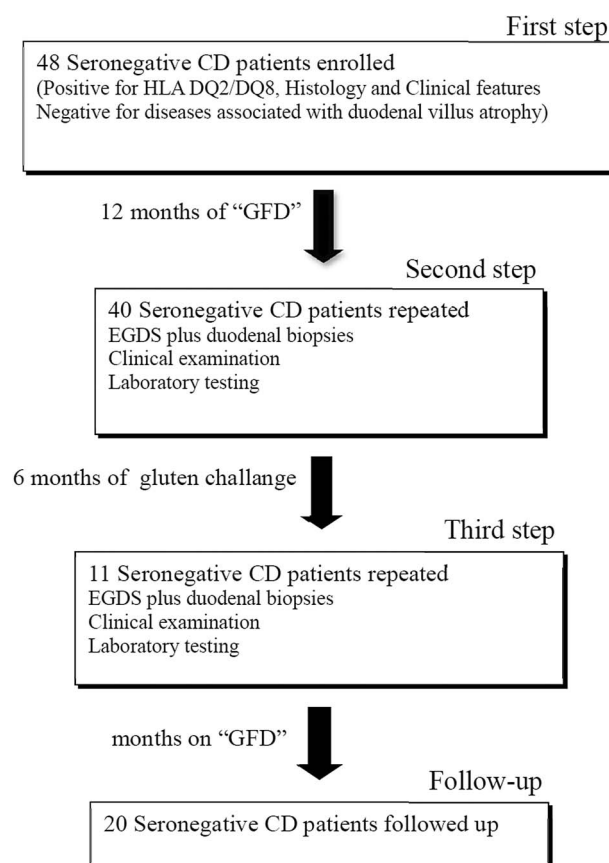 First step
48 Seronegative CD patients enrolled
(Positive for HLA DQ2/DQ8, Histology and Clinical features
Negative for diseases associated with duodenal villus atrophy)
12 months of “GFD”
Second step
40 Seronegative CD patients repeated
EGDS plus duodenal biopsies
Clinical examination
Laboratory testing
6 months of gluten challange
Third step
11 Seronegative CD patients repeated
EGDS plus duodenal biopsies
Clinical examination
Laboratory testing
months on “GFD”
Follow-up
20 Seronegative CD patients followed up